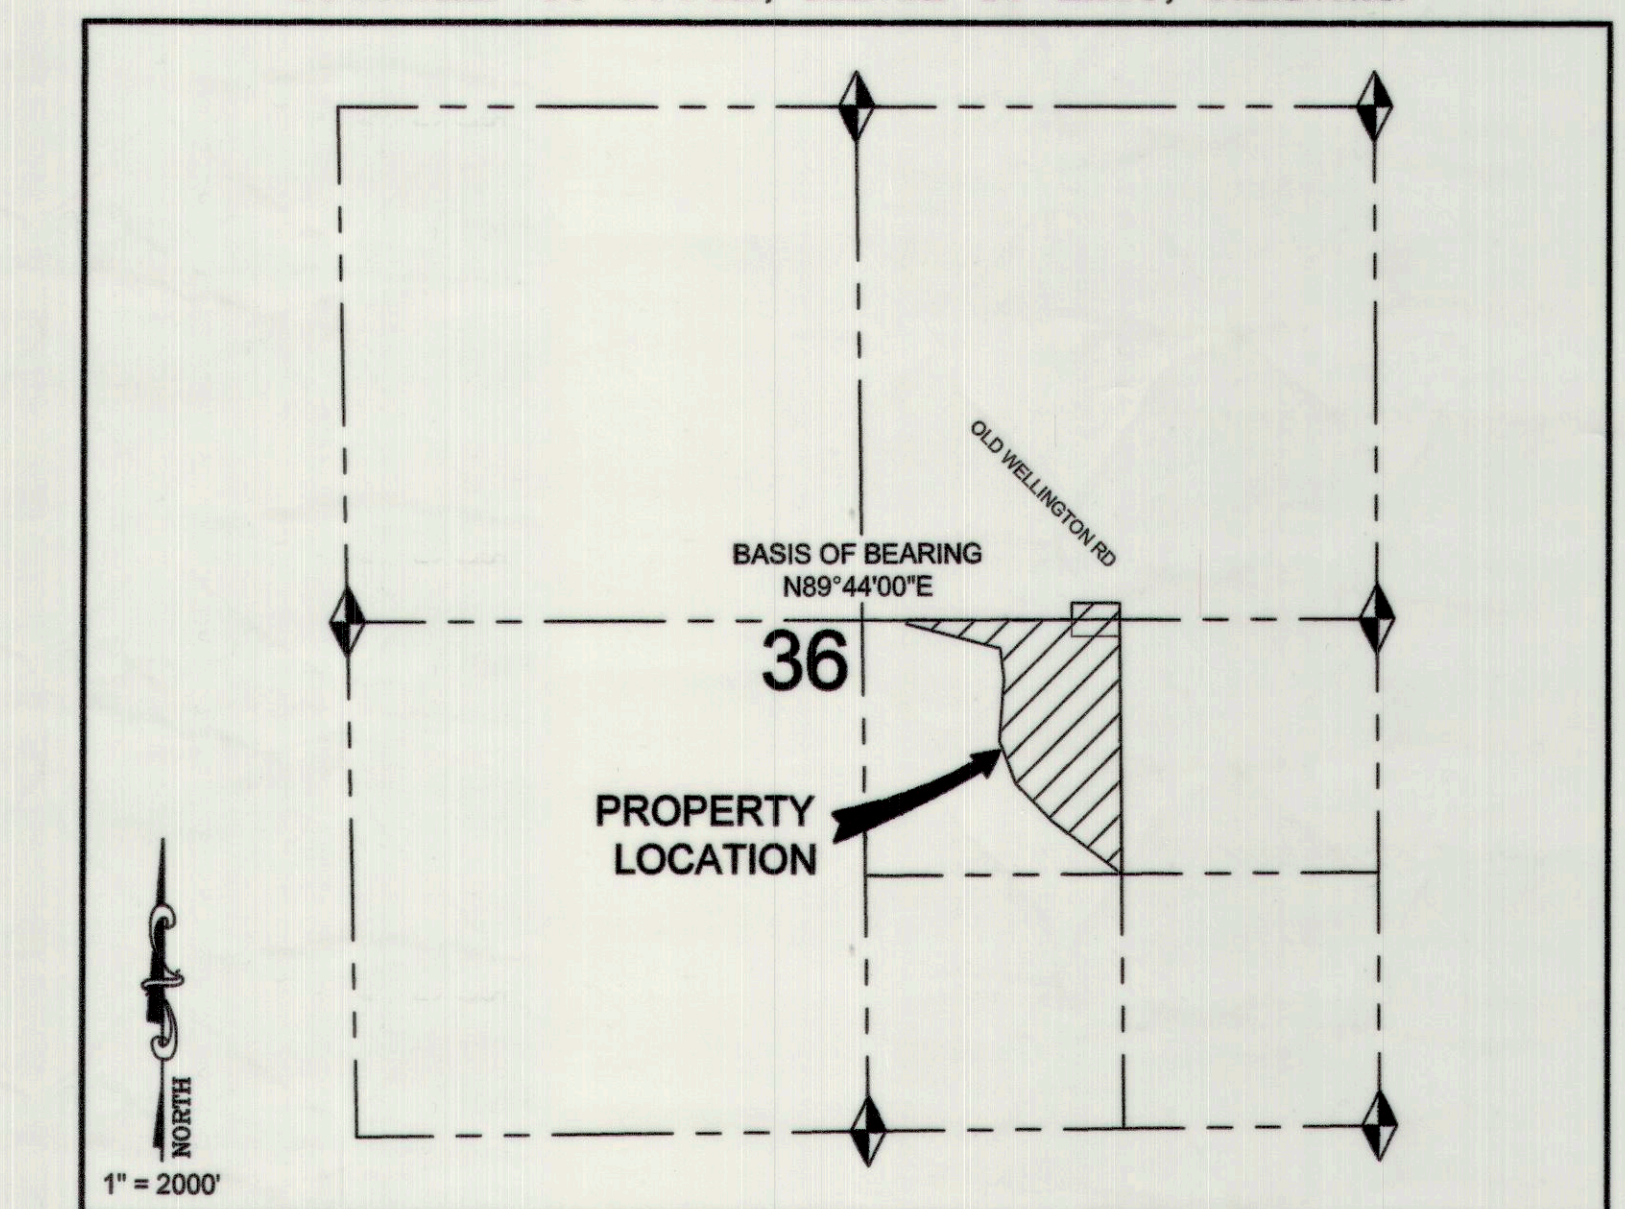 OLD WELLINGTON RD
BASIS OF BEARING
N89°44'00"E
36
PROPERTY
LOCATION
NORTH
1" = 2000'